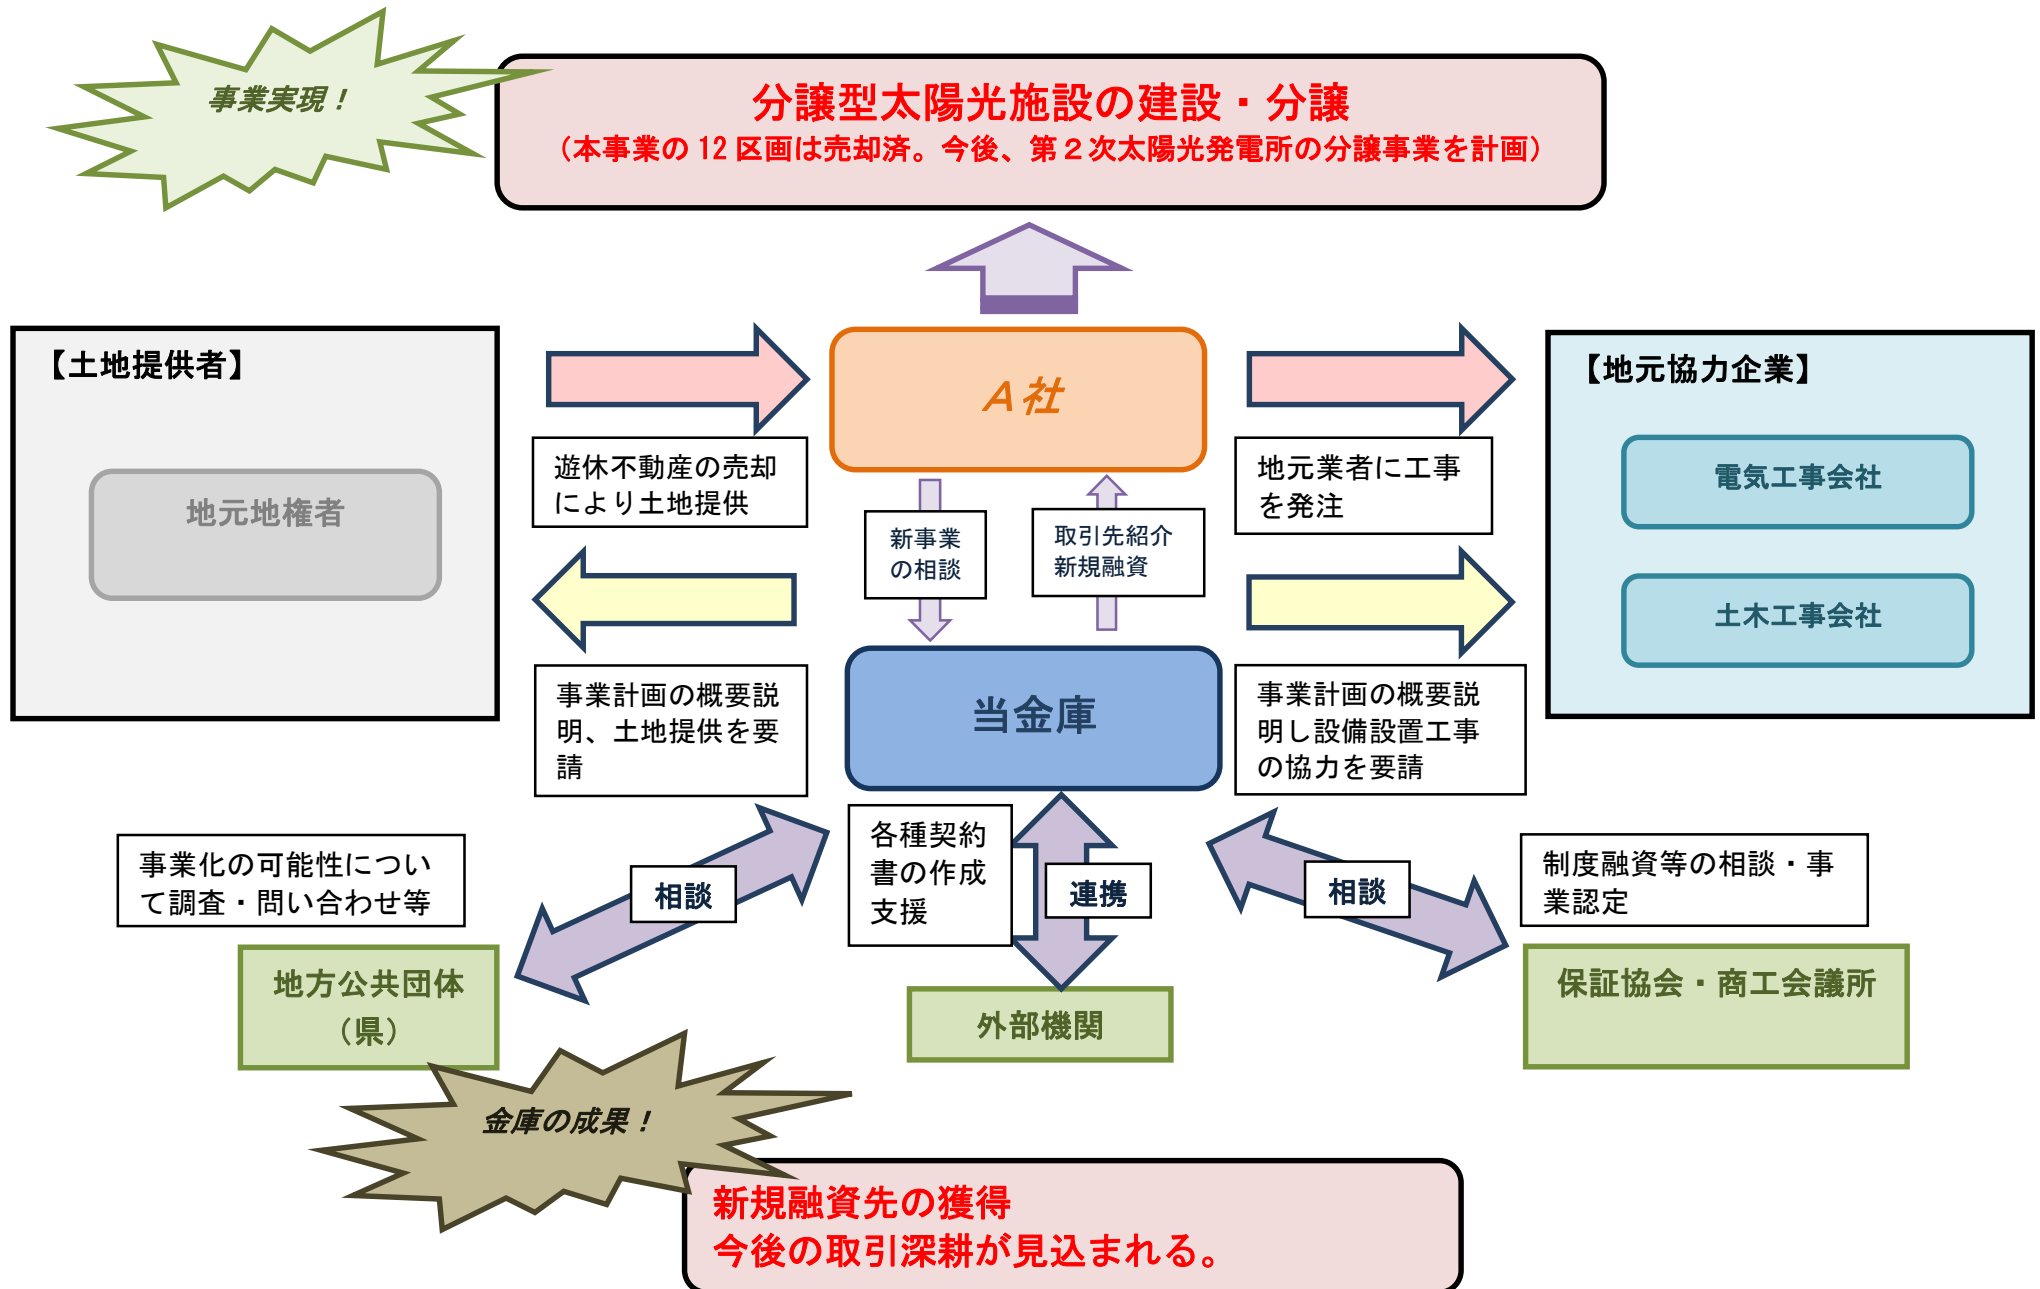 事業実現！
分譲型太陽光施設の建設・分譲
（本事業の 12 区画は売却済。今後、第２次太陽光発電所の分譲事業を計画）
【土地提供者】
地元地権者
遊休不動産の売却
により土地提供
Ａ社
地元業者に工事
を発注
【地元協力企業】
電気工事会社
土木工事会社
新事業
の相談
取引先紹介
新規融資
事業計画の概要説
明、土地提供を要
請
当金庫
事業計画の概要説
明し設備設置工事
の協力を要請
事業化の可能性につい
て調査・問い合わせ等
相談
各種契約
書の作成
支援
連携
相談
制度融資等の相談・事
業認定
地方公共団体
（県）
外部機関
保証協会・商工会議所
金庫の成果！
新規融資先の獲得
今後の取引深耕が見込まれる。